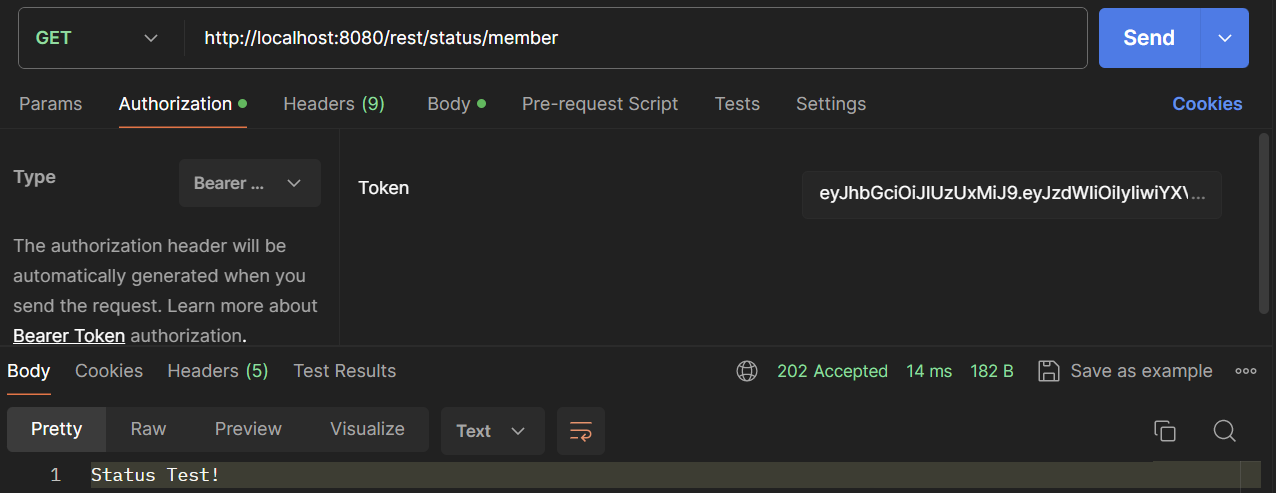 GET http://localhost:8080/rest/status/member Send
Params Authorization Headers (9) Body Pre-request Script Tests Settings Cookies
Type Bearer ...
Token eyJhbGciOiJIUzUxMiJ9.eyJzdWIiOiIyIiwiYX...
The authorization header will be
automatically generated when you
send the request. Learn more about
Bearer Token authorization.
Body Cookies Headers (5) Test Results 202 Accepted 14 ms 182 B Save as example
Pretty Raw Preview Visualize Text
1 Status Test!